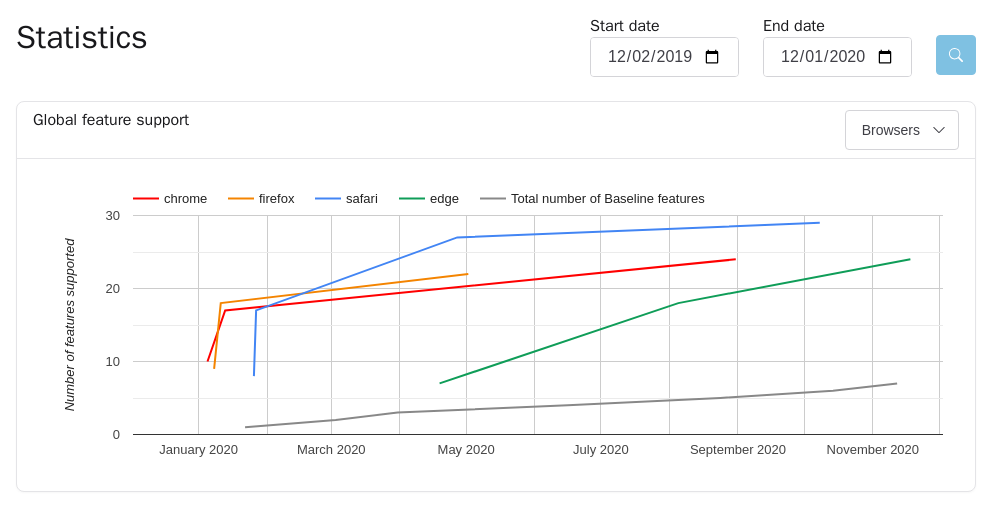 Statistics
Start date
12/02/2019
End date
12/01/2020
Global feature support
Browsers
chrome firefox safari edge Total number of Baseline features
Number of features supported
30
20
10
0
January 2020 March 2020 May 2020 July 2020 September 2020 November 2020